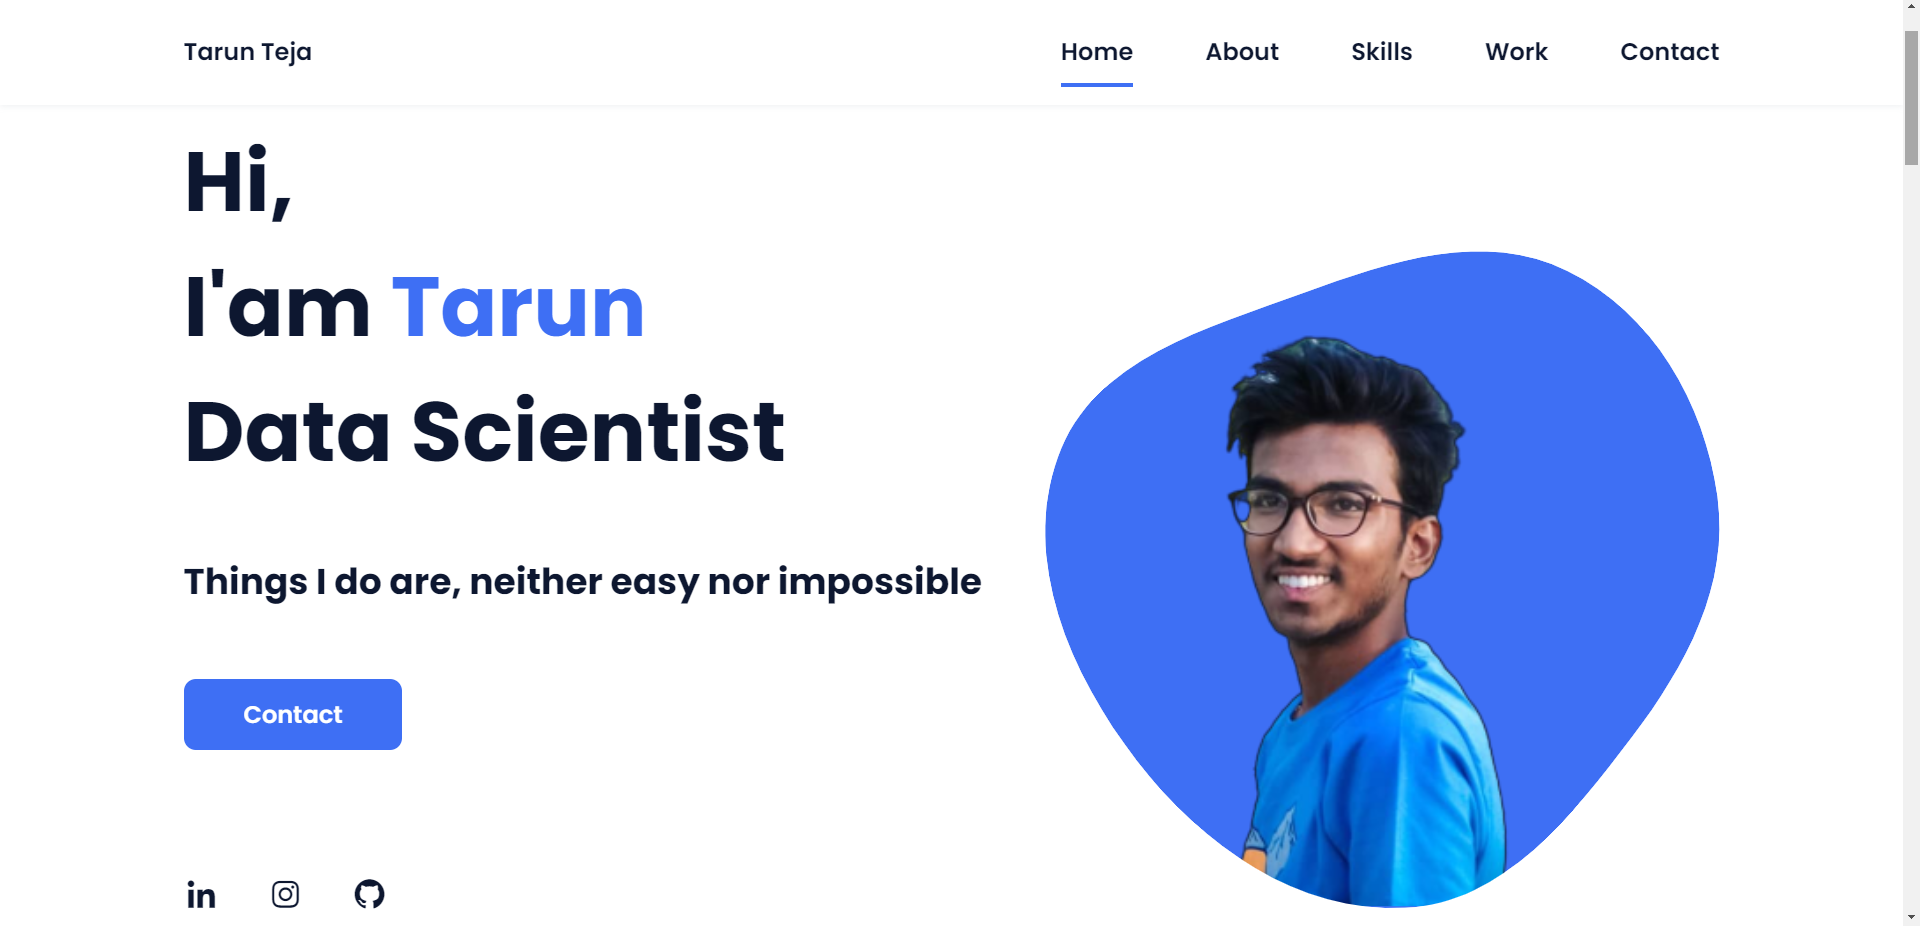 Tarun Teja
Home About Skills Work Contact
Hi,
I'am Tarun
Data Scientist
Things I do are, neither easy nor impossible
Contact
in